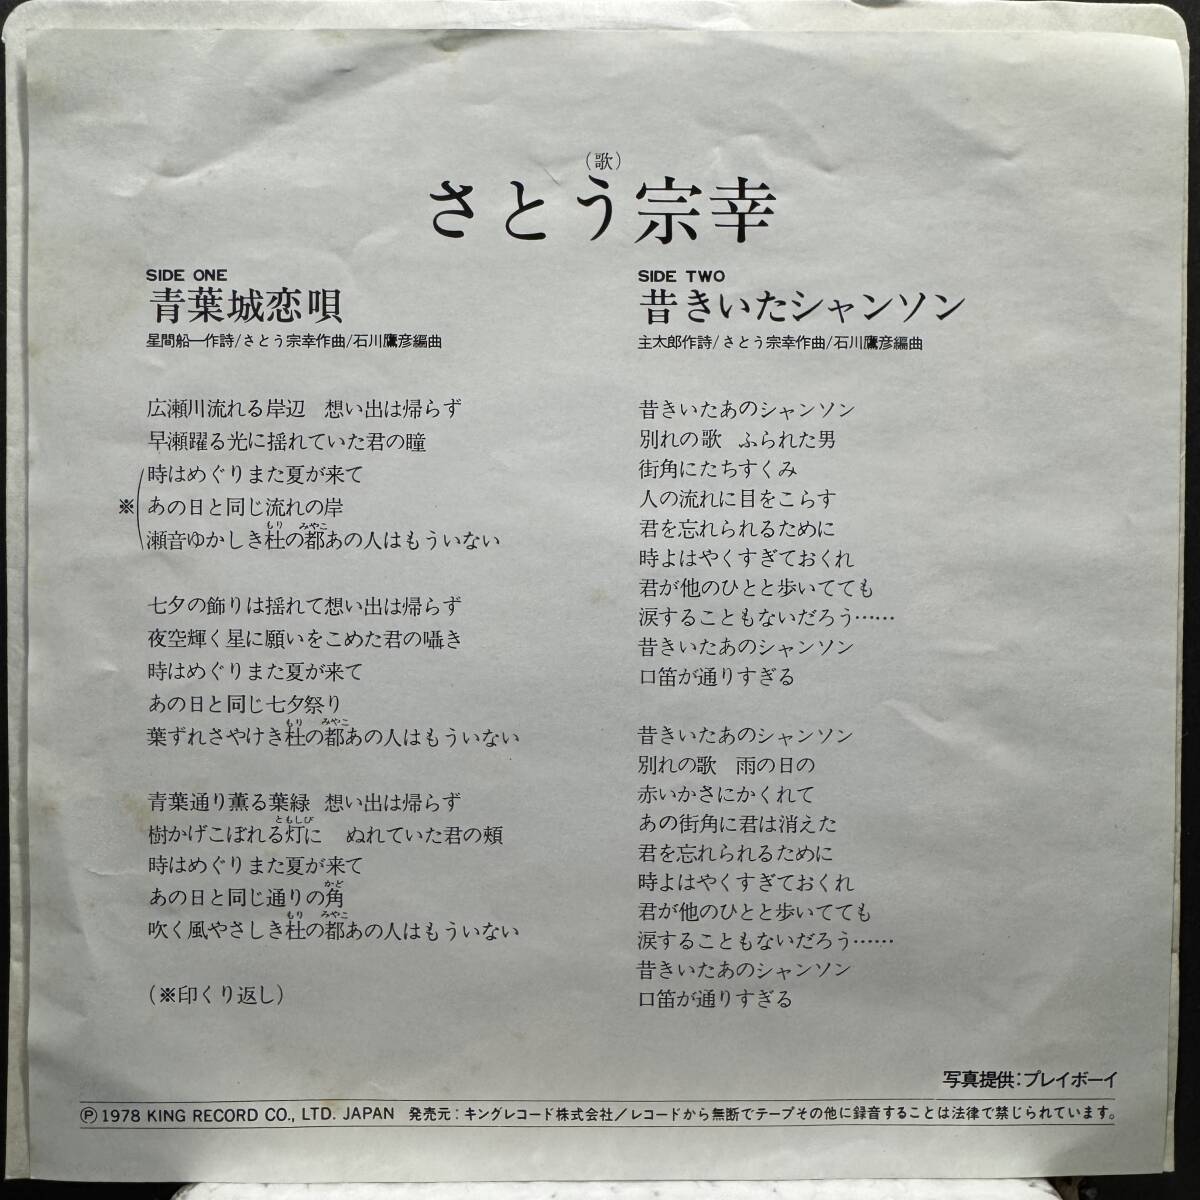 (歌)
さとう宗幸
SIDE ONE
青葉城恋唄
星間船一作詩/さとう宗幸作曲/石川鷹彦編曲
広瀬川流れる岸辺　想い出は帰らず
早瀬躍る光に揺れていた君の瞳
時はめぐりまた夏が来て
※ あの日と同じ流れの岸
もり みやこ
瀬音ゆかしき杜の都あの人はもういない
七夕の飾りは揺れて想い出は帰らず
夜空輝く星に願いをこめた君の囁き
時はめぐりまた夏が来て
あの日と同じ七夕祭り
もり みやこ
葉ずれさやけき杜の都あの人はもういない
青葉通り薫る葉緑　想い出は帰らず
ともしび
樹かげこぼれる灯に　ぬれていた君の頬
時はめぐりまた夏が来て
かど
あの日と同じ通りの角
もり みやこ
吹く風やさしき杜の都あの人はもういない
(※印くり返し)
SIDE TWO
昔きいたシャンソン
主太郎作詩/さとう宗幸作曲/石川鷹彦編曲
昔きいたあのシャンソン
別れの歌　ふられた男
街角にたちすくみ
人の流れに目をこらす
君を忘れられるために
時よはやくすぎておくれ
君が他のひとと歩いてても
涙することもないだろう……
昔きいたあのシャンソン
口笛が通りすぎる
昔きいたあのシャンソン
別れの歌　雨の日の
赤いかさにかくれて
あの街角に君は消えた
君を忘れられるために
時よはやくすぎておくれ
君が他のひとと歩いてても
涙することもないだろう……
昔きいたあのシャンソン
口笛が通りすぎる
写真提供：プレイボーイ
Ⓟ1978 KING RECORD CO., LTD. JAPAN 発売元：キングレコード株式会社/レコードから無断でテープその他に録音することは法律で禁じられています。